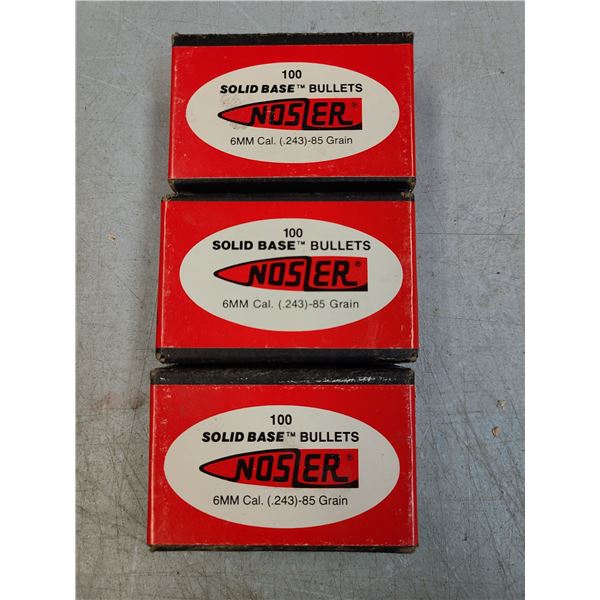 100
SOLID BASE™ BULLETS
NOSLER®
6MM Cal. (.243)-85 Grain
100
SOLID BASE™ BULLETS
NOSLER®
6MM Cal. (.243)-85 Grain
100
SOLID BASE™ BULLETS
NOSLER®
6MM Cal. (.243)-85 Grain